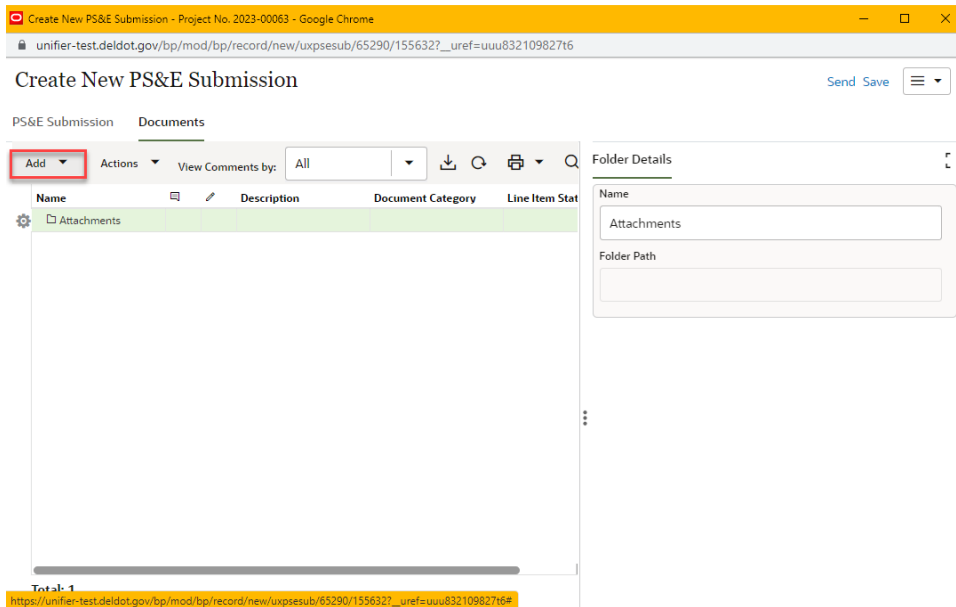 Create New PS&E Submission - Project No. 2023-00063 - Google Chrome
unifier-test.deldot.gov/bp/mod/bp/record/new/uxpsesub/65290/155632?__uref=uuu832109827t6
Create New PS&E Submission
Send Save
PS&E Submission Documents
Add Actions View Comments by: All
Folder Details
Name Description Document Category Line Item Stat
Attachments
Name
Attachments
Folder Path
Total: 1
https://unifier-test.deldot.gov/bp/mod/bp/record/new/uxpsesub/65290/155632?__uref=uuu832109827t6#